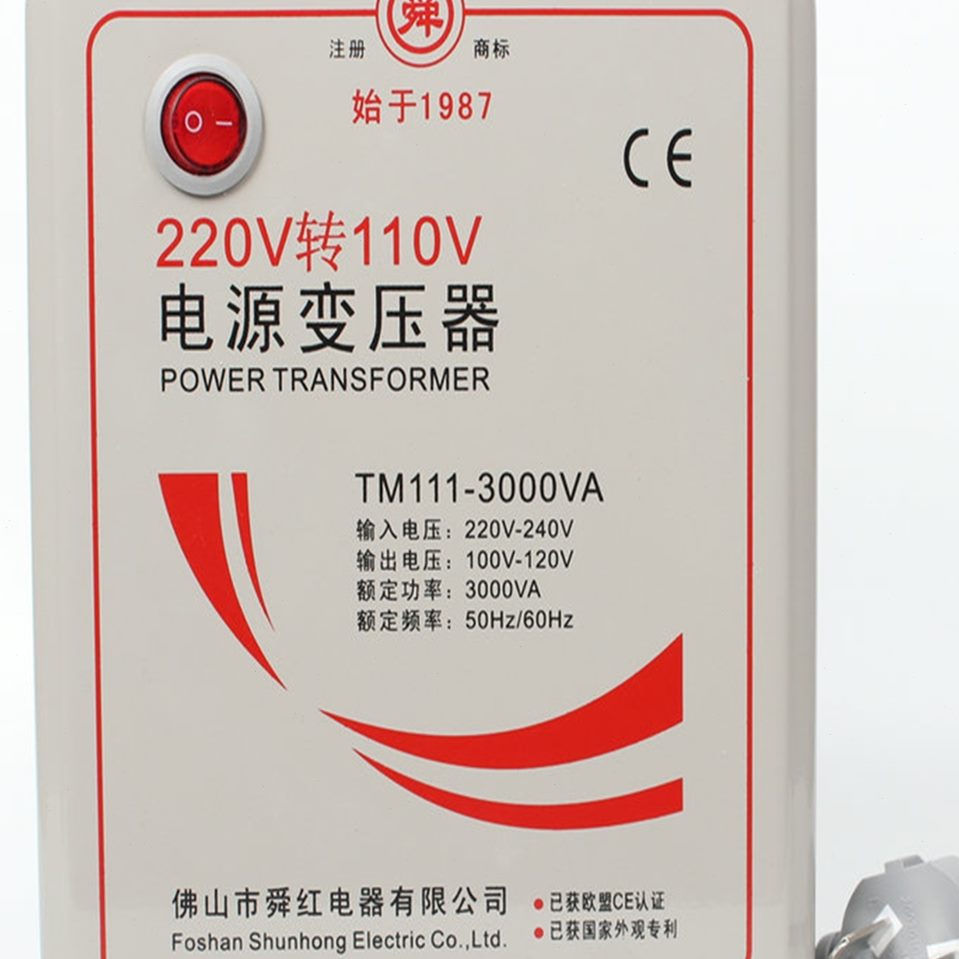 舜
注册 商标
始于1987
CE
220V转110V
电源变压器
POWER TRANSFORMER
TM111-3000VA
输入电压：220V-240V
输出电压：100V-120V
额定功率：3000VA
额定频率：50Hz/60Hz
佛山市舜红电器有限公司
Foshan Shunhong Electric Co.,Ltd.
●已获欧盟CE认证
●已获国家外观专利